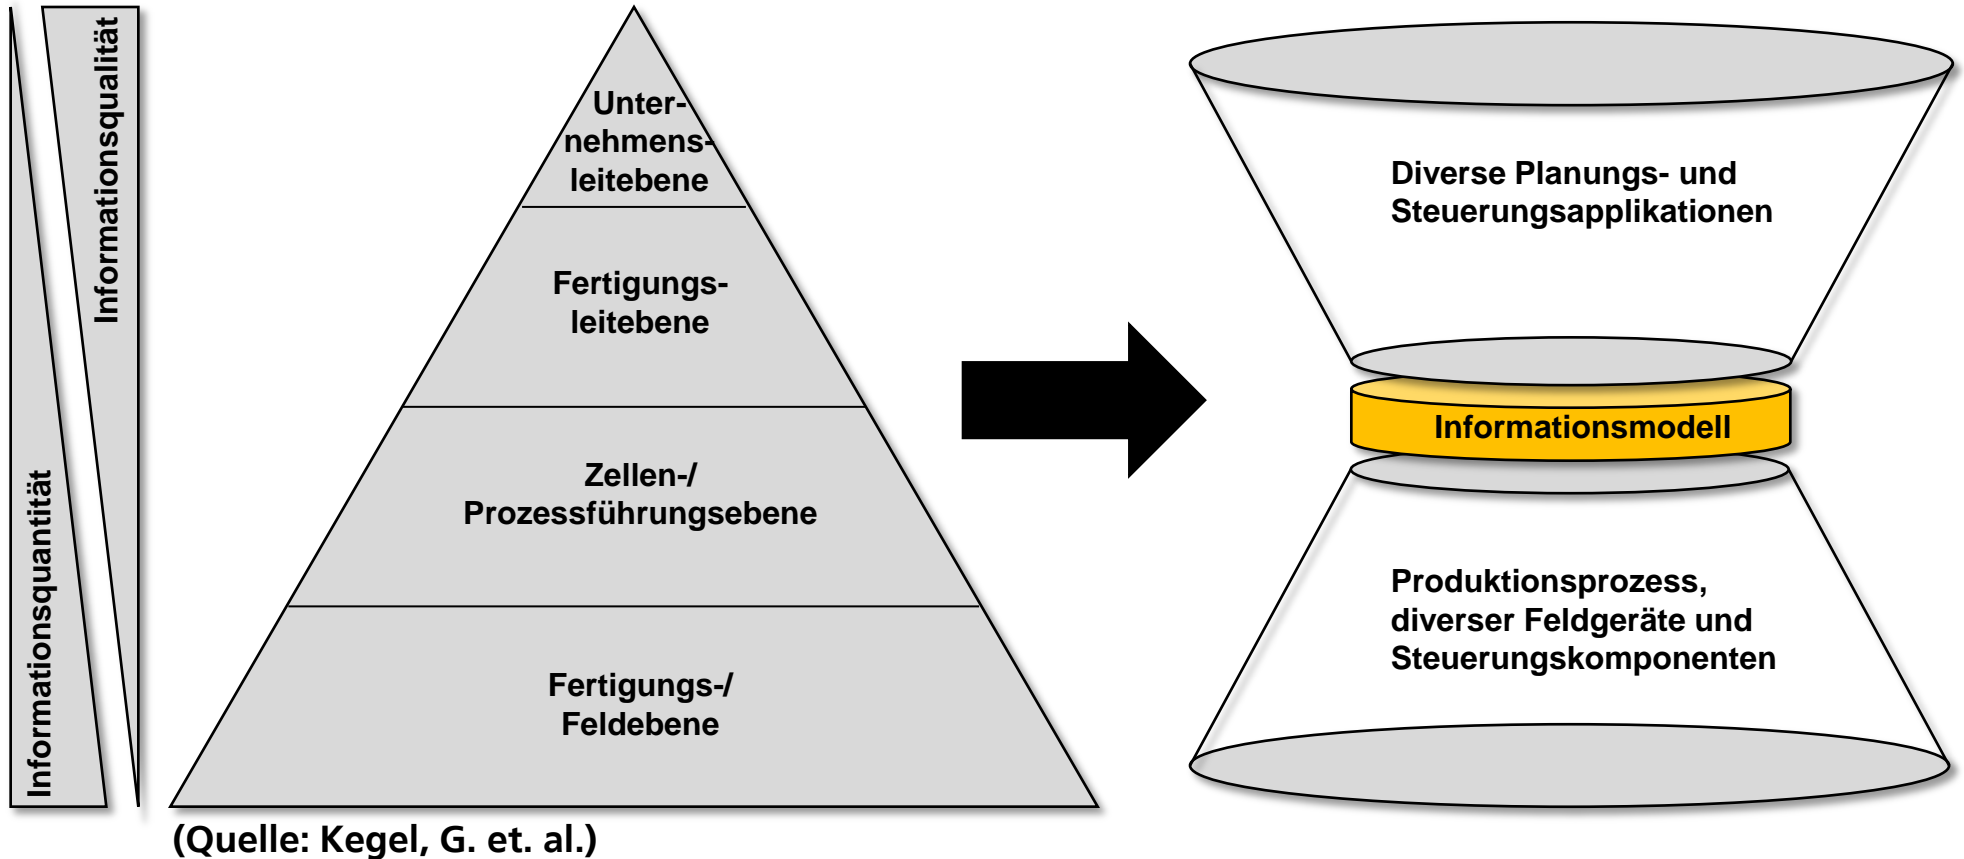 Informationsquantität
Informationsqualität
Unter-
nehmens-
leitebene
Fertigungs-
leitebene
Zellen-/
Prozessführungsebene
Fertigungs-/
Feldebene
(Quelle: Kegel, G. et. al.)
Diverse Planungs- und
Steuerungsapplikationen
Informationsmodell
Produktionsprozess,
diverser Feldgeräte und
Steuerungskomponenten